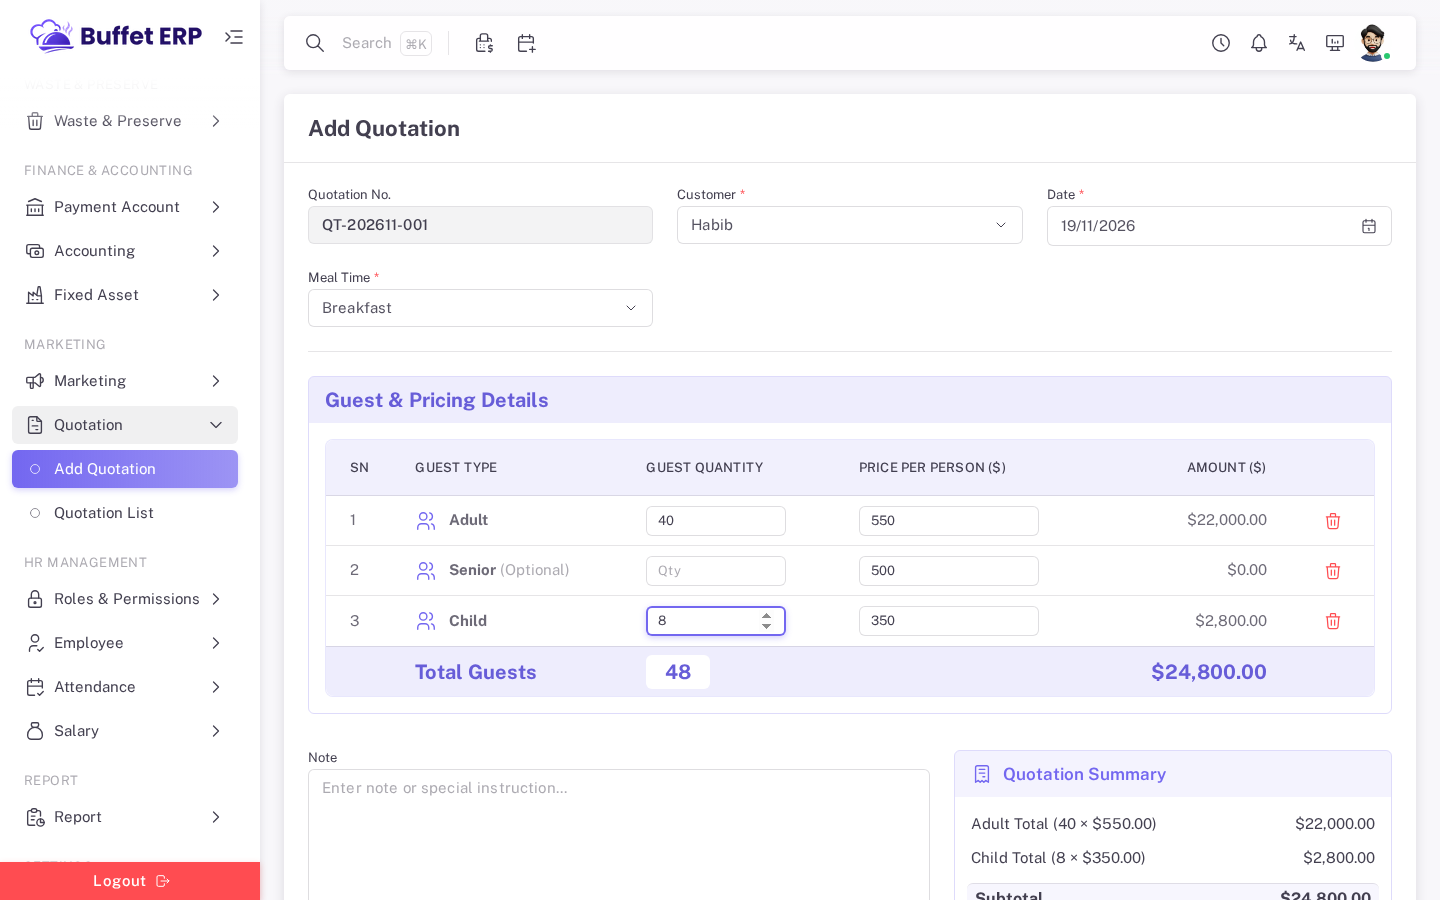 Buffet ERP
WASTE & PRESERVE
Waste & Preserve
FINANCE & ACCOUNTING
Payment Account
Accounting
Fixed Asset
MARKETING
Marketing
Quotation
Add Quotation
Quotation List
HR MANAGEMENT
Roles & Permissions
Employee
Attendance
Salary
REPORT
Report
Logout
Search ⌘K
Add Quotation
Quotation No.
QT-202611-001
Customer *
Habib
Date *
19/11/2026
Meal Time *
Breakfast
Guest & Pricing Details
SN GUEST TYPE GUEST QUANTITY PRICE PER PERSON ($) AMOUNT ($)
1 Adult 40 550 $22,000.00
2 Senior (Optional) Qty 500 $0.00
3 Child 8 350 $2,800.00
Total Guests 48 $24,800.00
Note
Enter note or special instruction...
Quotation Summary
Adult Total (40 × $550.00) $22,000.00
Child Total (8 × $350.00) $2,800.00
Subtotal $24,800.00